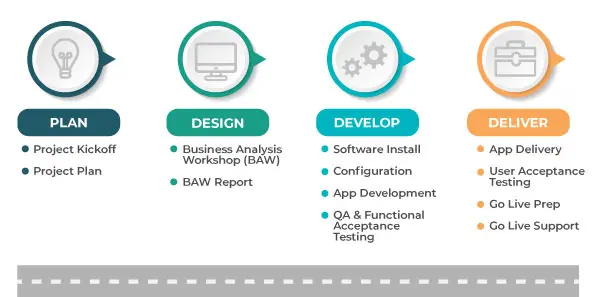 PLAN
Project Kickoff
Project Plan
DESIGN
Business Analysis
Workshop (BAW)
BAW Report
DEVELOP
Software Install
Configuration
App Development
QA & Functional
Acceptance
Testing
DELIVER
App Delivery
User Acceptance
Testing
Go Live Prep
Go Live Support